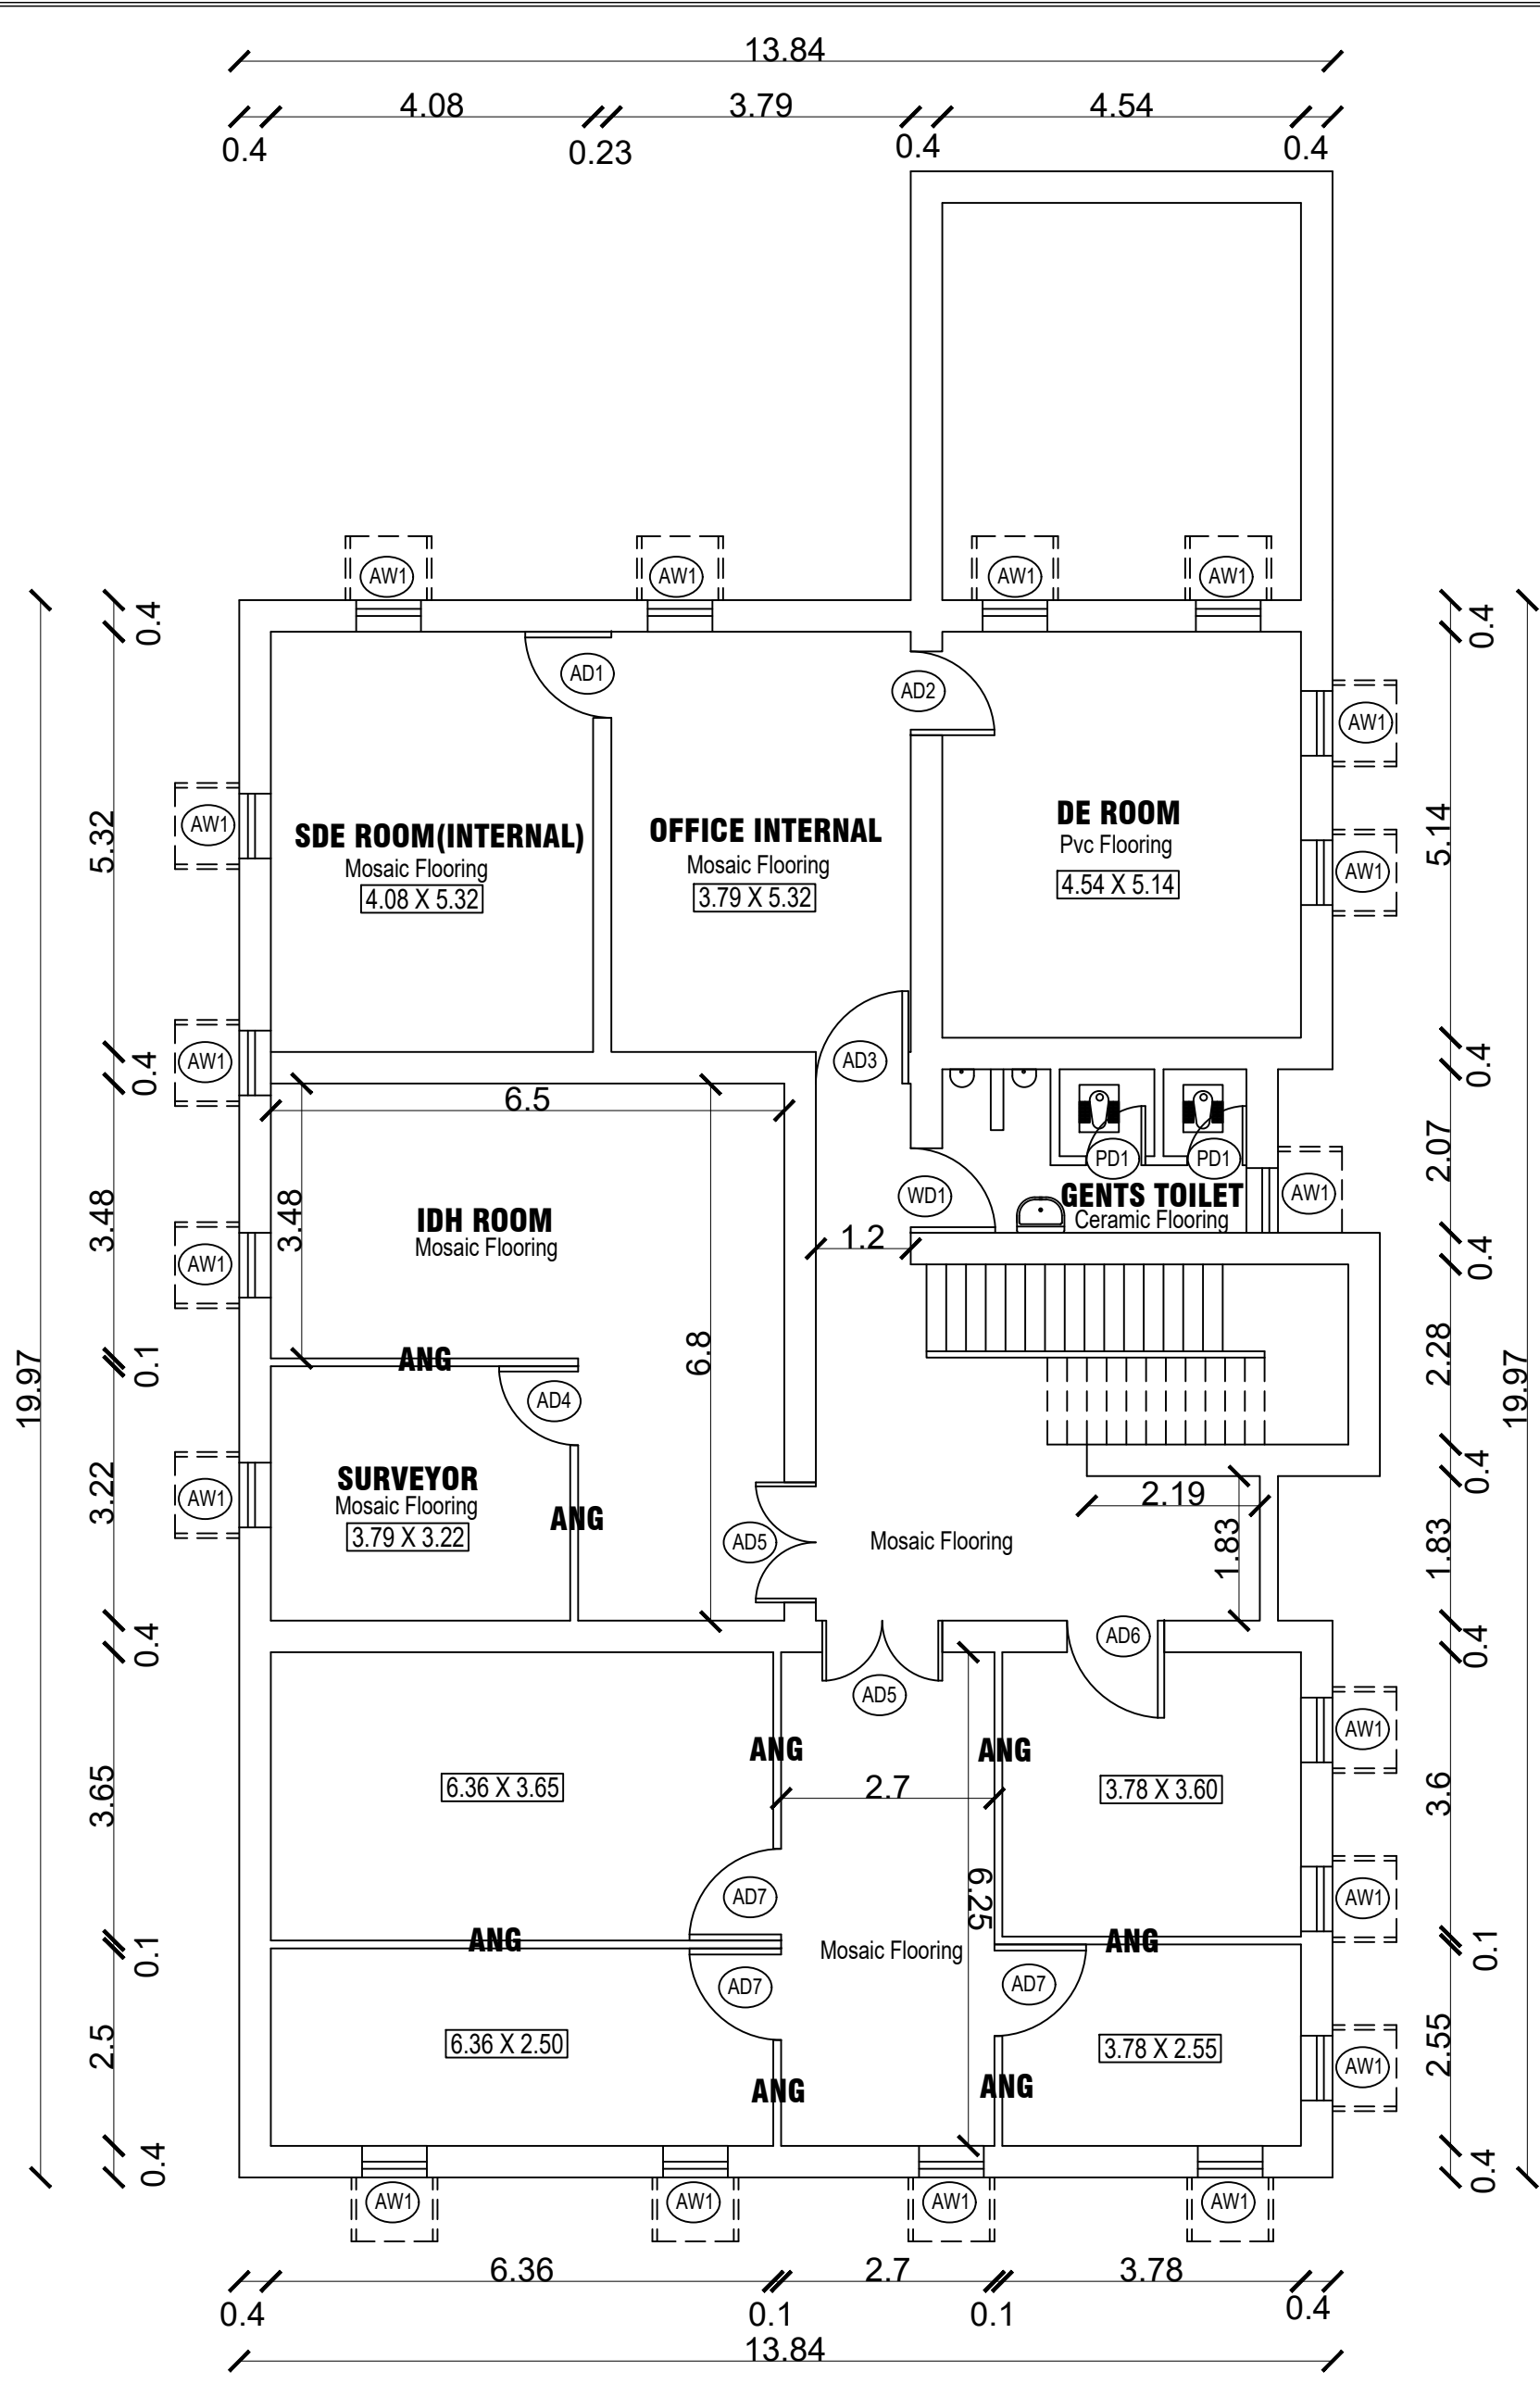 13.84
4.08
3.79
4.54
0.4
0.23
0.4
0.4
AW1
AW1
AW1
AW1
0.4
0.4
AD1
AD2
AW1
5.32
AW1
SDE ROOM(INTERNAL)
Mosaic Flooring
4.08 X 5.32
OFFICE INTERNAL
Mosaic Flooring
3.79 X 5.32
DE ROOM
Pvc Flooring
4.54 X 5.14
AW1
5.14
0.4
AW1
AD3
0.4
6.5
PD1
PD1
2.07
3.48
3.48
AW1
IDH ROOM
Mosaic Flooring
WD1
GENTS TOILET
Ceramic Flooring
AW1
1.2
0.4
19.97
0.1
ANG
6.8
2.28
19.97
AD4
3.22
AW1
SURVEYOR
Mosaic Flooring
3.79 X 3.22
ANG
AD5
Mosaic Flooring
2.19
1.83
0.4
1.83
0.4
AD6
0.4
AD5
AW1
ANG
ANG
3.65
6.36 X 3.65
2.7
3.78 X 3.60
3.6
AD7
6.25
AW1
0.1
ANG
Mosaic Flooring
ANG
0.1
AD7
AD7
2.5
6.36 X 2.50
3.78 X 2.55
2.55
AW1
ANG
ANG
0.4
0.4
AW1
AW1
AW1
AW1
6.36
2.7
3.78
0.4
0.1
0.1
0.4
13.84